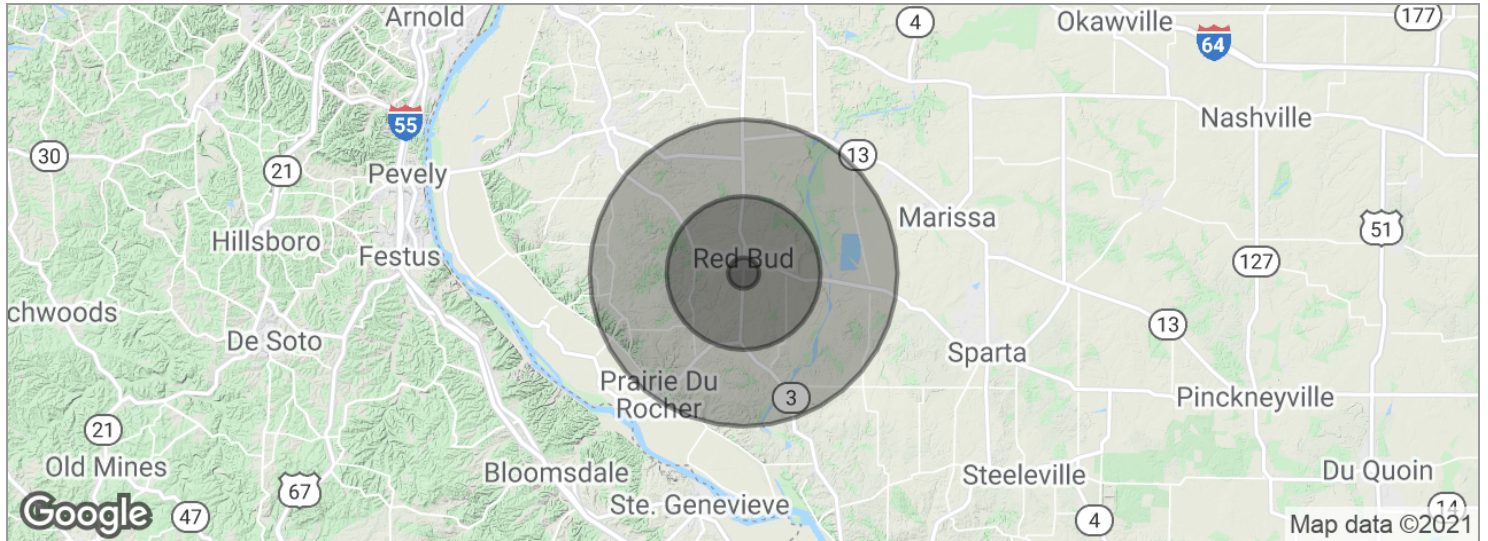 Arnold
4
Okawville
177
64
55
Nashville
30
21
Pevely
13
Marissa
51
Hillsboro
Festus
Red Bud
127
chwoods
De Soto
13
Sparta
Prairie Du
Rocher
3
Pinckneyville
21
Old Mines
67
Bloomsdale
Steeleville
Du Quoin
Ste. Genevieve
Google
47
4
14
Map data ©2021